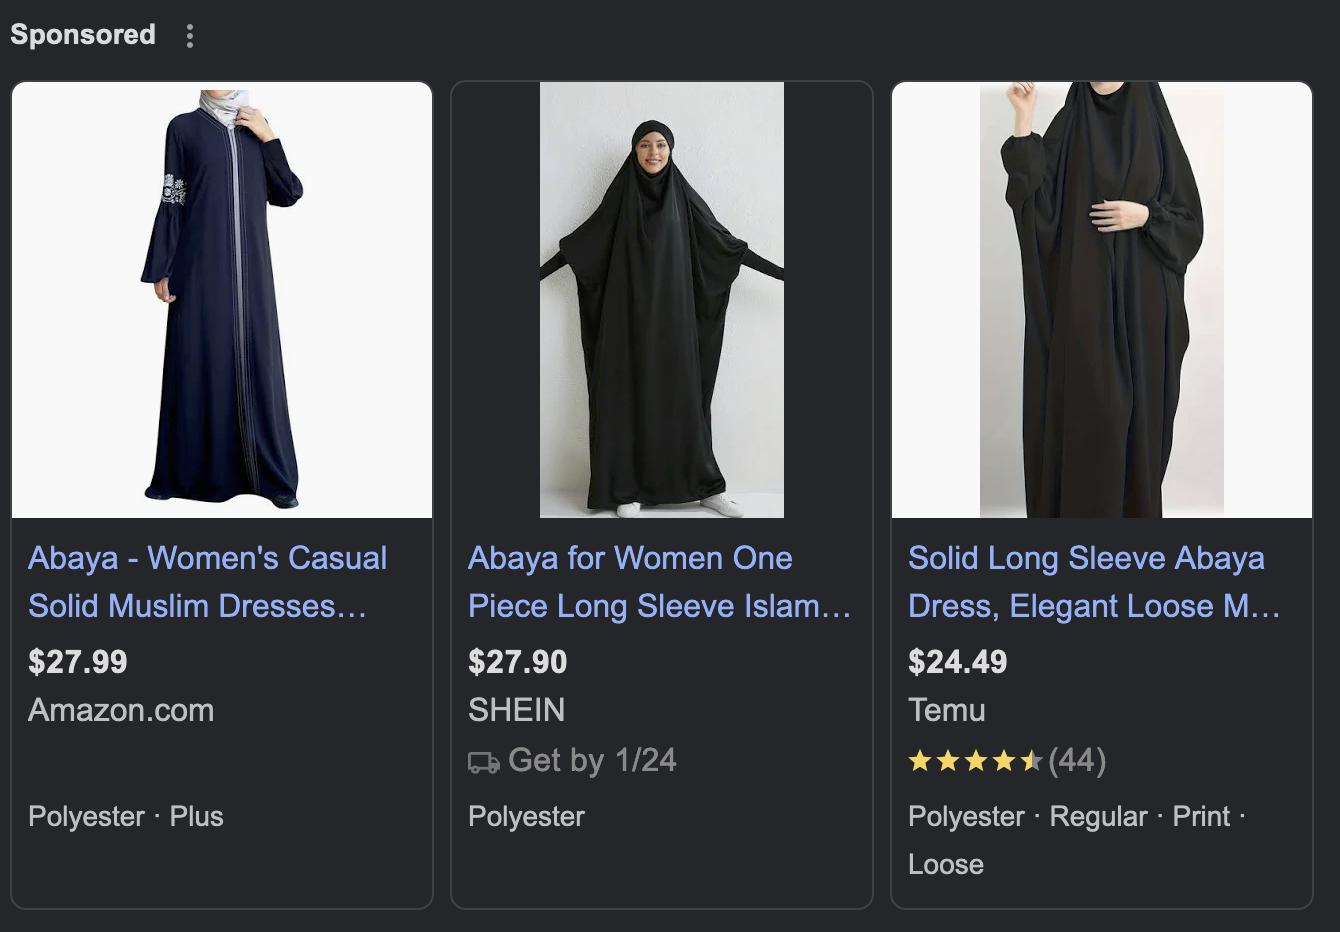 Sponsored
Abaya - Women's Casual
Solid Muslim Dresses…
$27.99
Amazon.com
Polyester · Plus
Abaya for Women One
Piece Long Sleeve Islam…
$27.90
SHEIN
Get by 1/24
Polyester
Solid Long Sleeve Abaya
Dress, Elegant Loose M…
$24.49
Temu
(44)
Polyester · Regular · Print ·
Loose